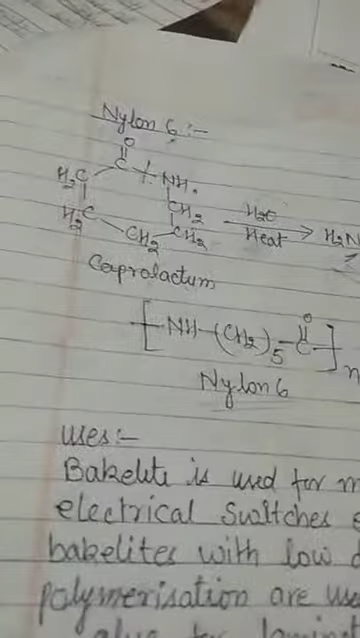 Nylon 6 :-
O
H2C C NH.
H2C CH2
CH2 CH2
H2O
Heat
H2N
Caprolactum
O
[NH-(CH2)5-C]n
Nylon 6
uses:-
Bakelite is used for
electrical switches
bakelites with low
polymerisation are